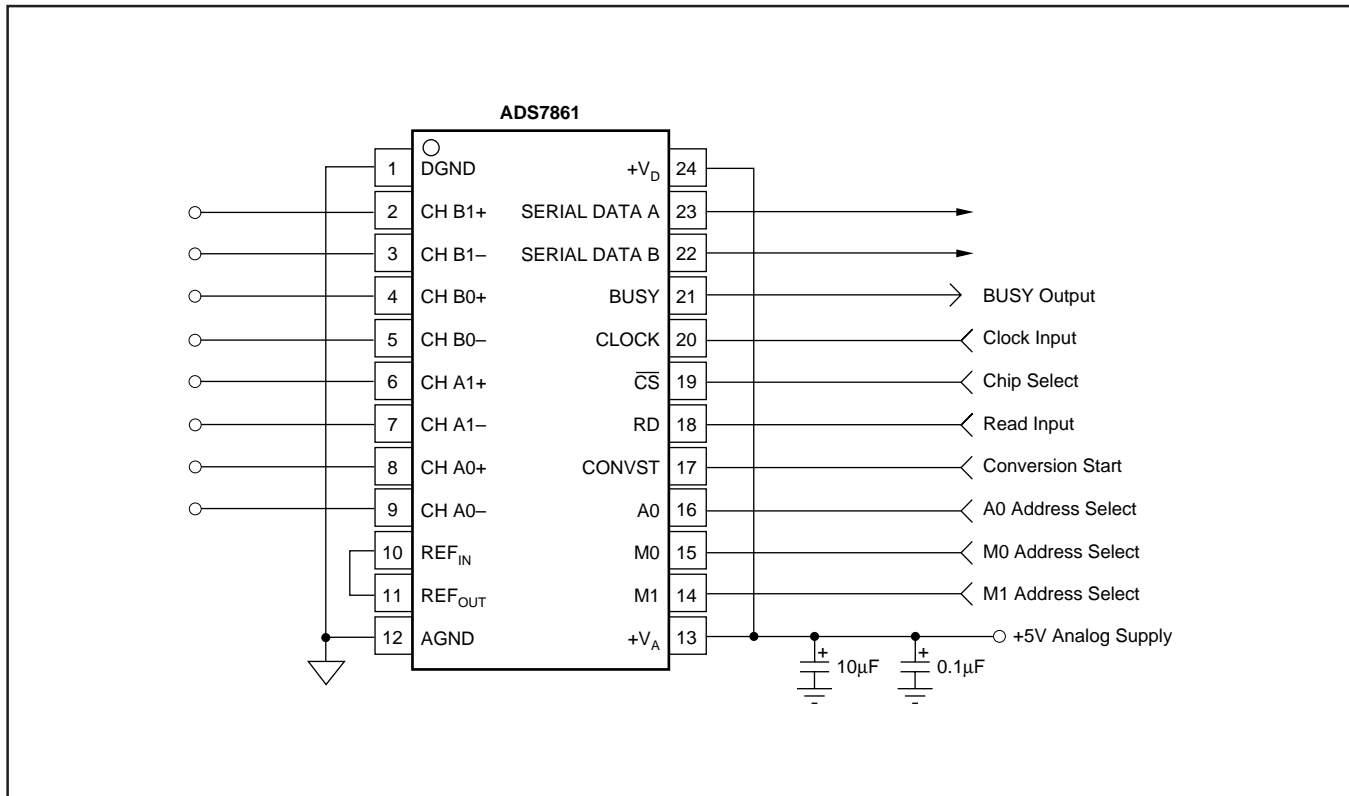 ADS7861
1 DGND +VD 24
2 CH B1+ SERIAL DATA A 23
3 CH B1– SERIAL DATA B 22
4 CH B0+ BUSY 21 BUSY Output
5 CH B0– CLOCK 20 Clock Input
6 CH A1+ CS 19 Chip Select
7 CH A1– RD 18 Read Input
8 CH A0+ CONVST 17 Conversion Start
9 CH A0– A0 16 A0 Address Select
10 REFIN M0 15 M0 Address Select
11 REFOUT M1 14 M1 Address Select
12 AGND +VA 13 +5V Analog Supply
+ 10μF + 0.1μF